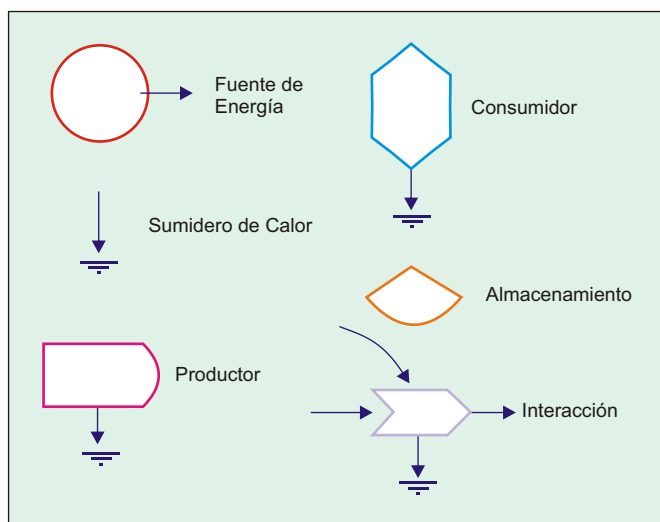 Fuente de
Energía
Consumidor
Sumidero de Calor
Almacenamiento
Productor
Interacción